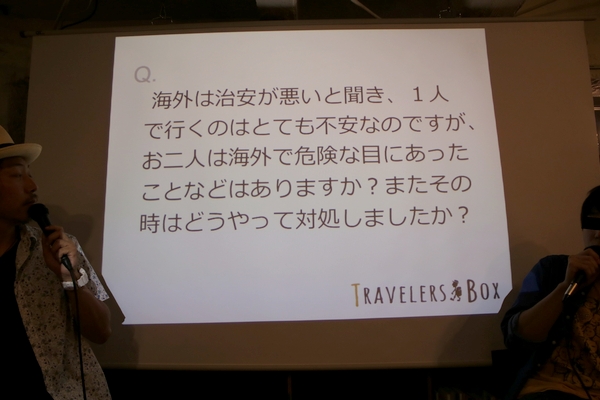 Q.
海外は治安が悪いと聞き、１人
で行くのはとても不安なのですが、
お二人は海外で危険な目にあった
ことなどはありますか？またその
時はどうやって対処しましたか？
TRAVELERS BOX